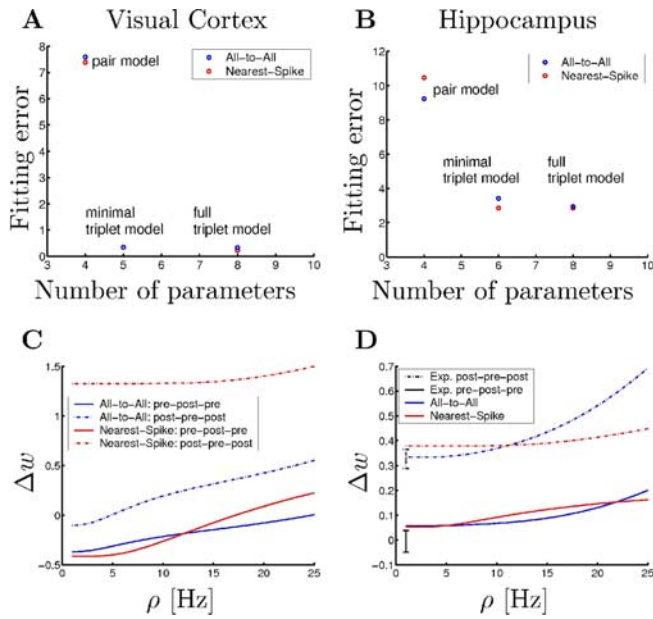 A Visual Cortex
B Hippocampus
8
7
6
5
4
3
2
1
0
Fitting error
pair model
All-to-All
Nearest-Spike
minimal
triplet model
full
triplet model
3 4 5 6 7 8 9 10
Number of parameters
12
10
8
6
4
2
0
Fitting error
pair model
All-to-All
Nearest-Spike
minimal
triplet model
full
triplet model
3 4 5 6 7 8 9 10
Number of parameters
C
1.5
1
0.5
0
-0.5
Δw
All-to-All: pre-post-pre
All-to-All: post-pre-post
Nearest-Spike: pre-post-pre
Nearest-Spike: post-pre-post
0 5 10 15 20 25
ρ [Hz]
D
0.7
0.6
0.5
0.4
0.3
0.2
0.1
0
-0.1
Δw
Exp. post-pre-post
Exp. pre-post-pre
All-to-All
Nearest-Spike
0 5 10 15 20 25
ρ [Hz]